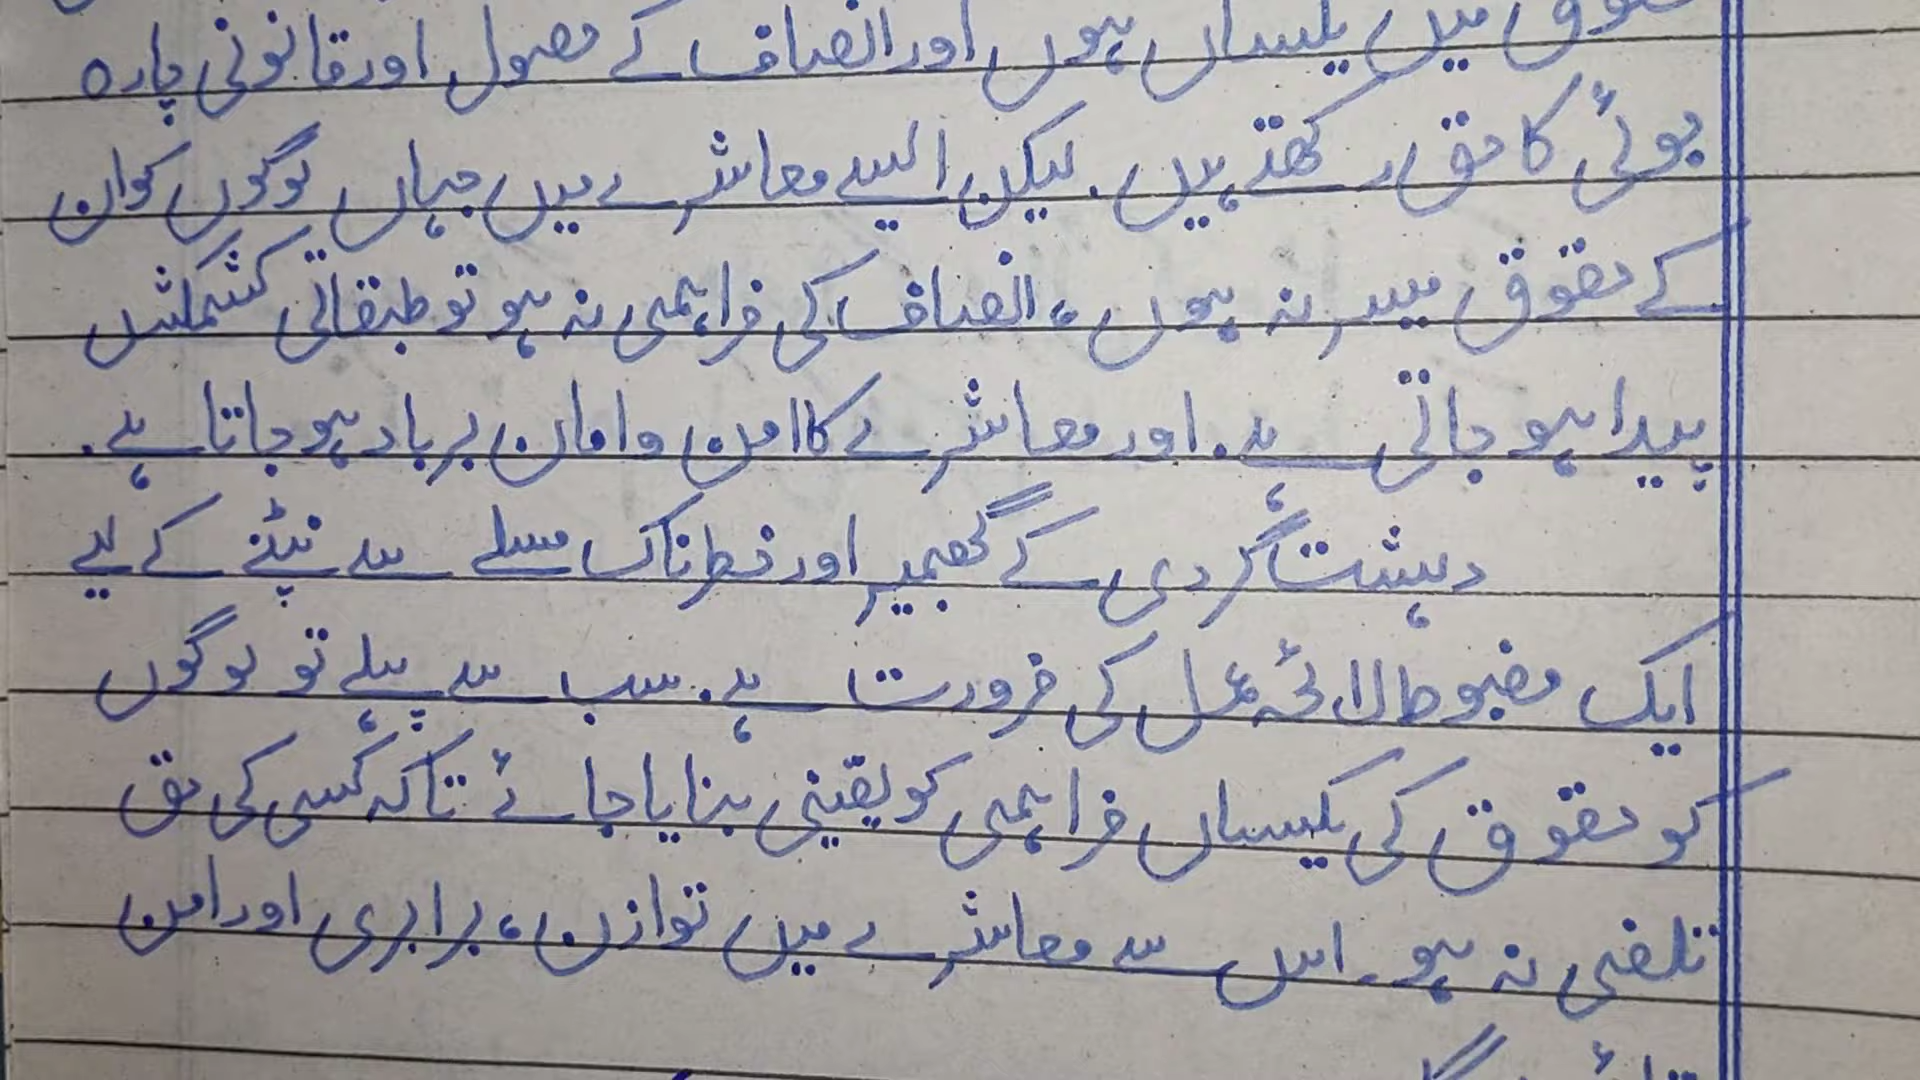 حقوق میں یکساں ہوں اور انصاف کے حصول اور قانونی چارہ
جوئی کا حق رکھتے ہیں. لیکن ایسے معاشرے میں جہاں لوگوں کو ان
کے حقوق میسر نہ ہوں، انصاف کی فراہمی نہ ہو تو طبقاتی کشمکش
پیدا ہو جاتی ہے. اور معاشرے کا امن و امان برباد ہو جاتا ہے.
دہشت گردی کے گھمبیر اور خطرناک مسلے سے نپٹنے کے لیے
ایک مضبوط لائحہ عمل کی ضرورت ہے. سب سے پہلے تو لوگوں
کو حقوق کی یکساں فراہمی کو یقینی بنایا جائے تاکہ کسی کی حق
تلفی نہ ہو. اس سے معاشرے میں توازن، برابری اور امن